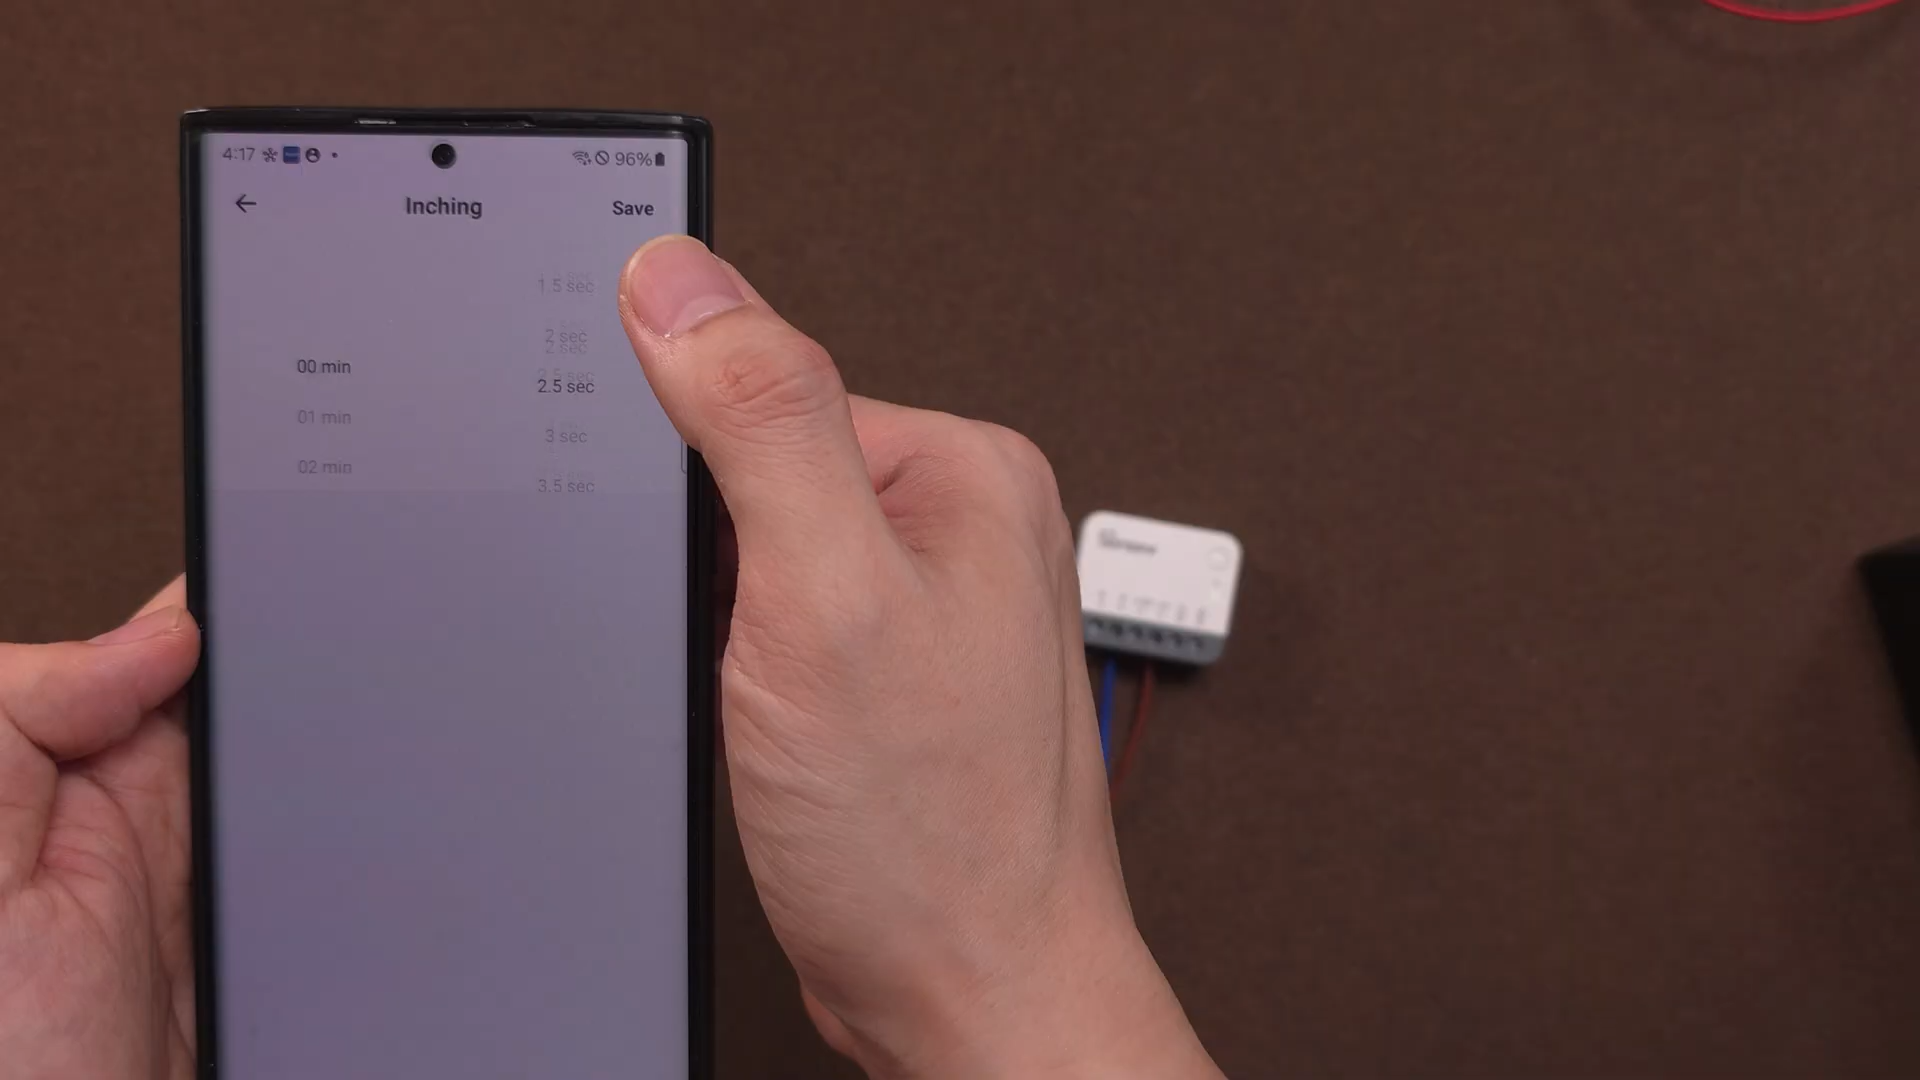 4:17 96%
Inching Save
1.5 sec
2 sec
00 min 2.5 sec
01 min 3 sec
02 min 3.5 sec